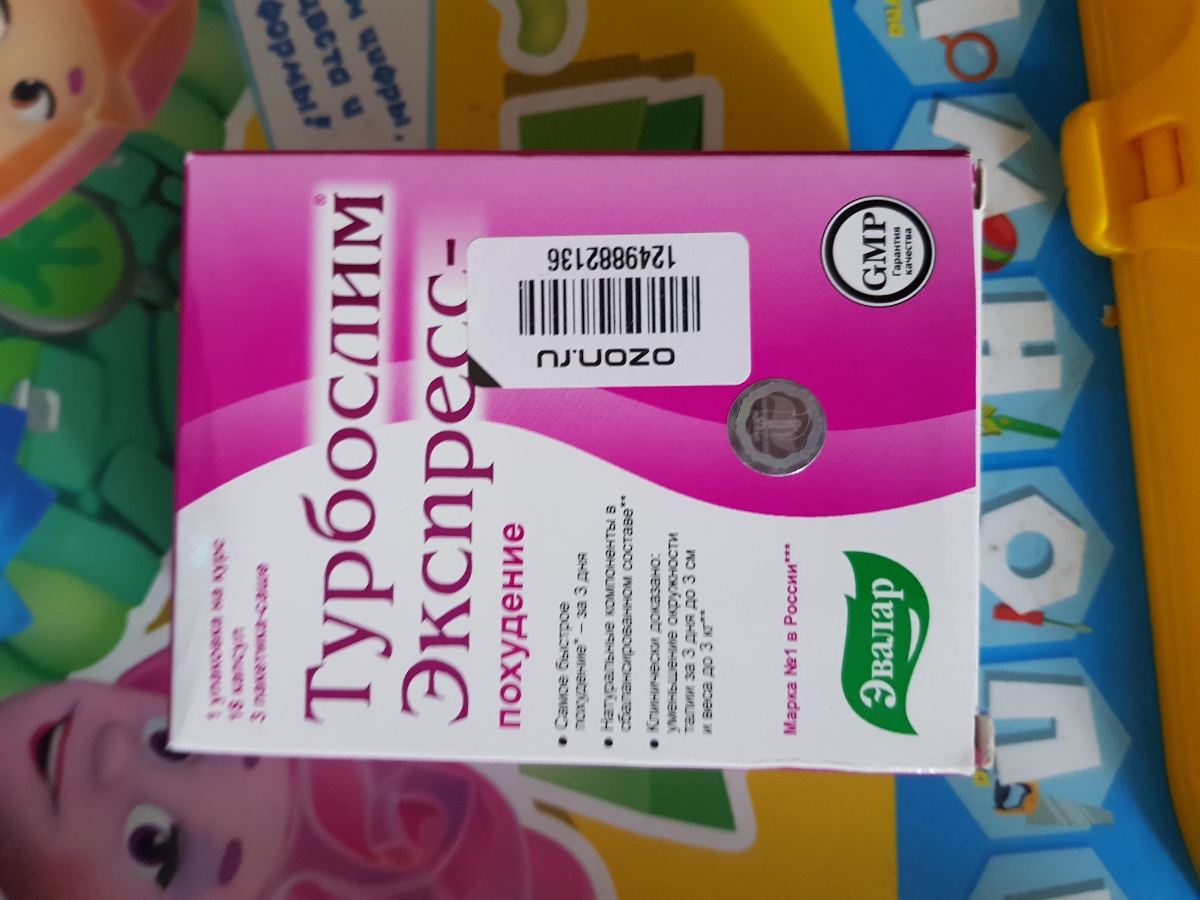 1 упаковка на курс
18 капсул
3 пакетика-саше
Турбослим®
Экспресс-
похудение
• Самое быстрое
похудение* – за 3 дня
• Натуральные компоненты в
сбалансированном составе**
• Клинически доказано:
уменьшение окружности
талии за 3 дня до 3 см
и веса до 3 кг**
Марка №1 в России***
Эвалар
GMP
Гарантия
качества
ozon.ru
1249882136
цифры,
и
формы!